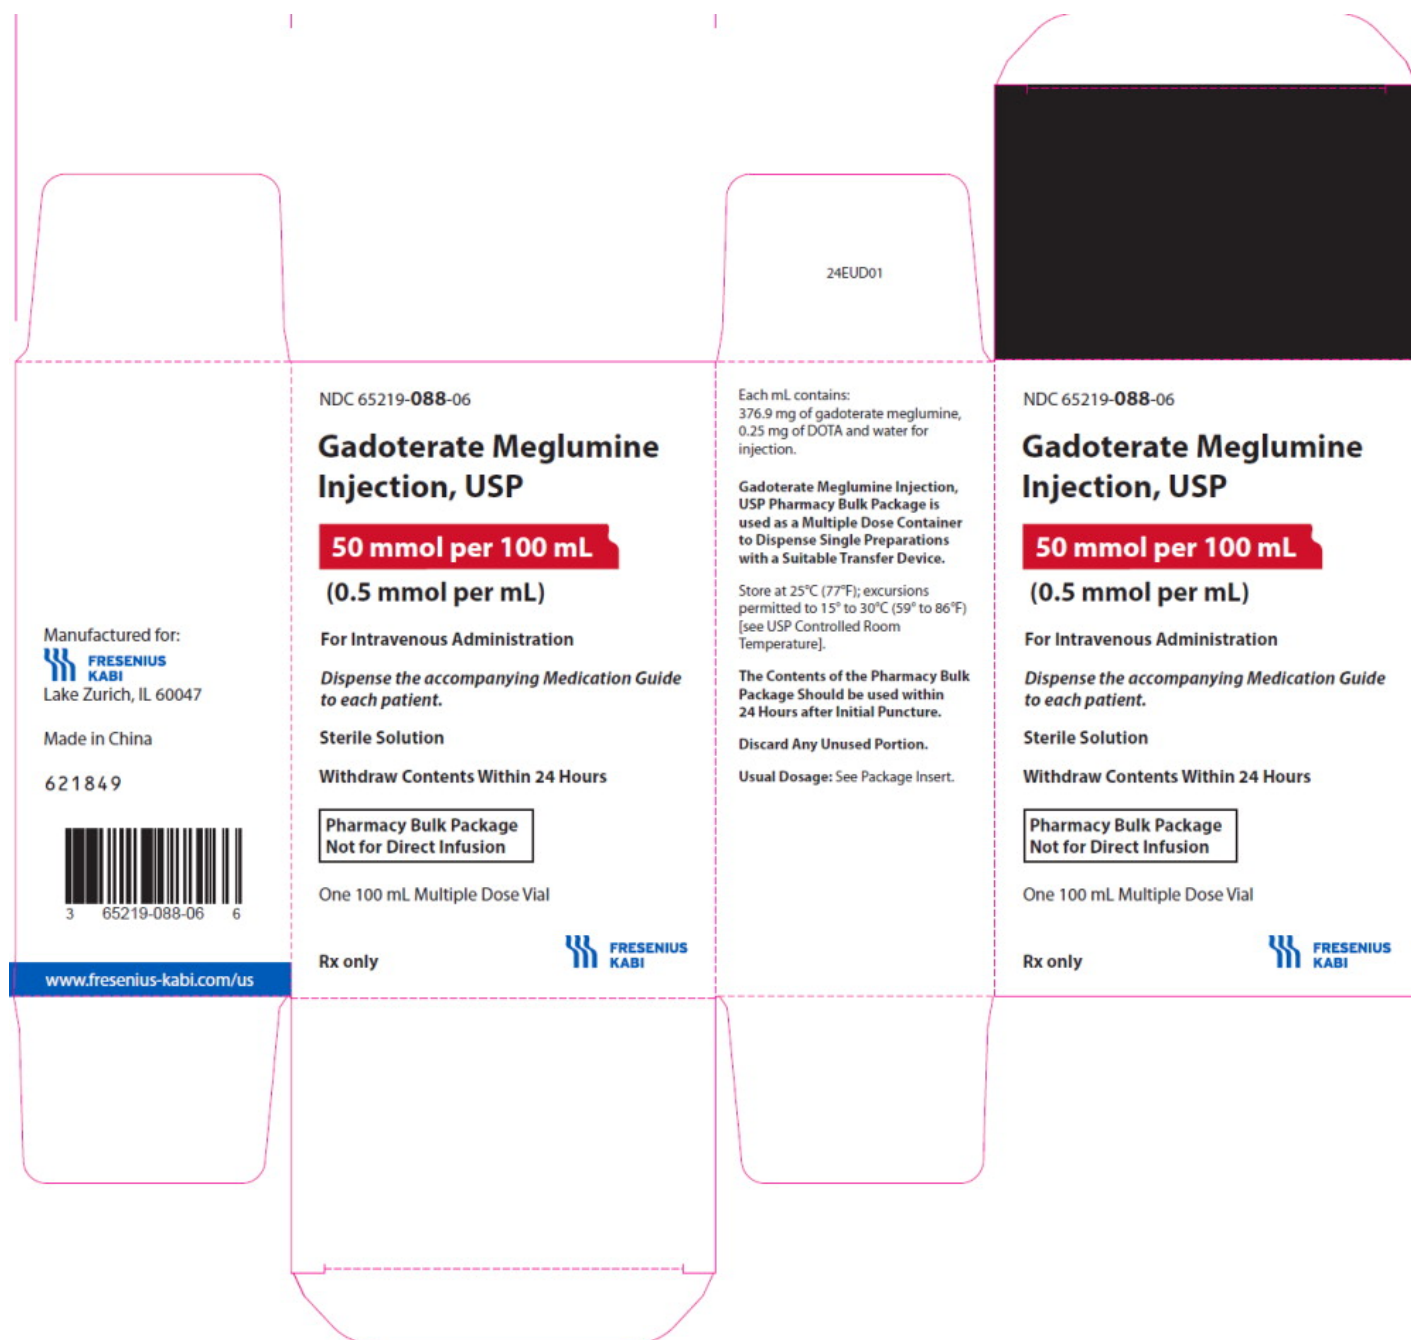 24EUD01
Manufactured for:
FRESENIUS
KABI
Lake Zurich, IL 60047
Made in China
621849
3 65219-088-06 6
www.fresenius-kabi.com/us
NDC 65219-088-06
Gadoterate Meglumine
Injection, USP
50 mmol per 100 mL
(0.5 mmol per mL)
For Intravenous Administration
Dispense the accompanying Medication Guide
to each patient.
Sterile Solution
Withdraw Contents Within 24 Hours
Pharmacy Bulk Package
Not for Direct Infusion
One 100 mL Multiple Dose Vial
Rx only
FRESENIUS
KABI
Each mL contains:
376.9 mg of gadoterate meglumine,
0.25 mg of DOTA and water for
injection.
Gadoterate Meglumine Injection,
USP Pharmacy Bulk Package is
used as a Multiple Dose Container
to Dispense Single Preparations
with a Suitable Transfer Device.
Store at 25°C (77°F); excursions
permitted to 15° to 30°C (59° to 86°F)
[see USP Controlled Room
Temperature].
The Contents of the Pharmacy Bulk
Package Should be used within
24 Hours after Initial Puncture.
Discard Any Unused Portion.
Usual Dosage: See Package Insert.
NDC 65219-088-06
Gadoterate Meglumine
Injection, USP
50 mmol per 100 mL
(0.5 mmol per mL)
For Intravenous Administration
Dispense the accompanying Medication Guide
to each patient.
Sterile Solution
Withdraw Contents Within 24 Hours
Pharmacy Bulk Package
Not for Direct Infusion
One 100 mL Multiple Dose Vial
Rx only
FRESENIUS
KABI